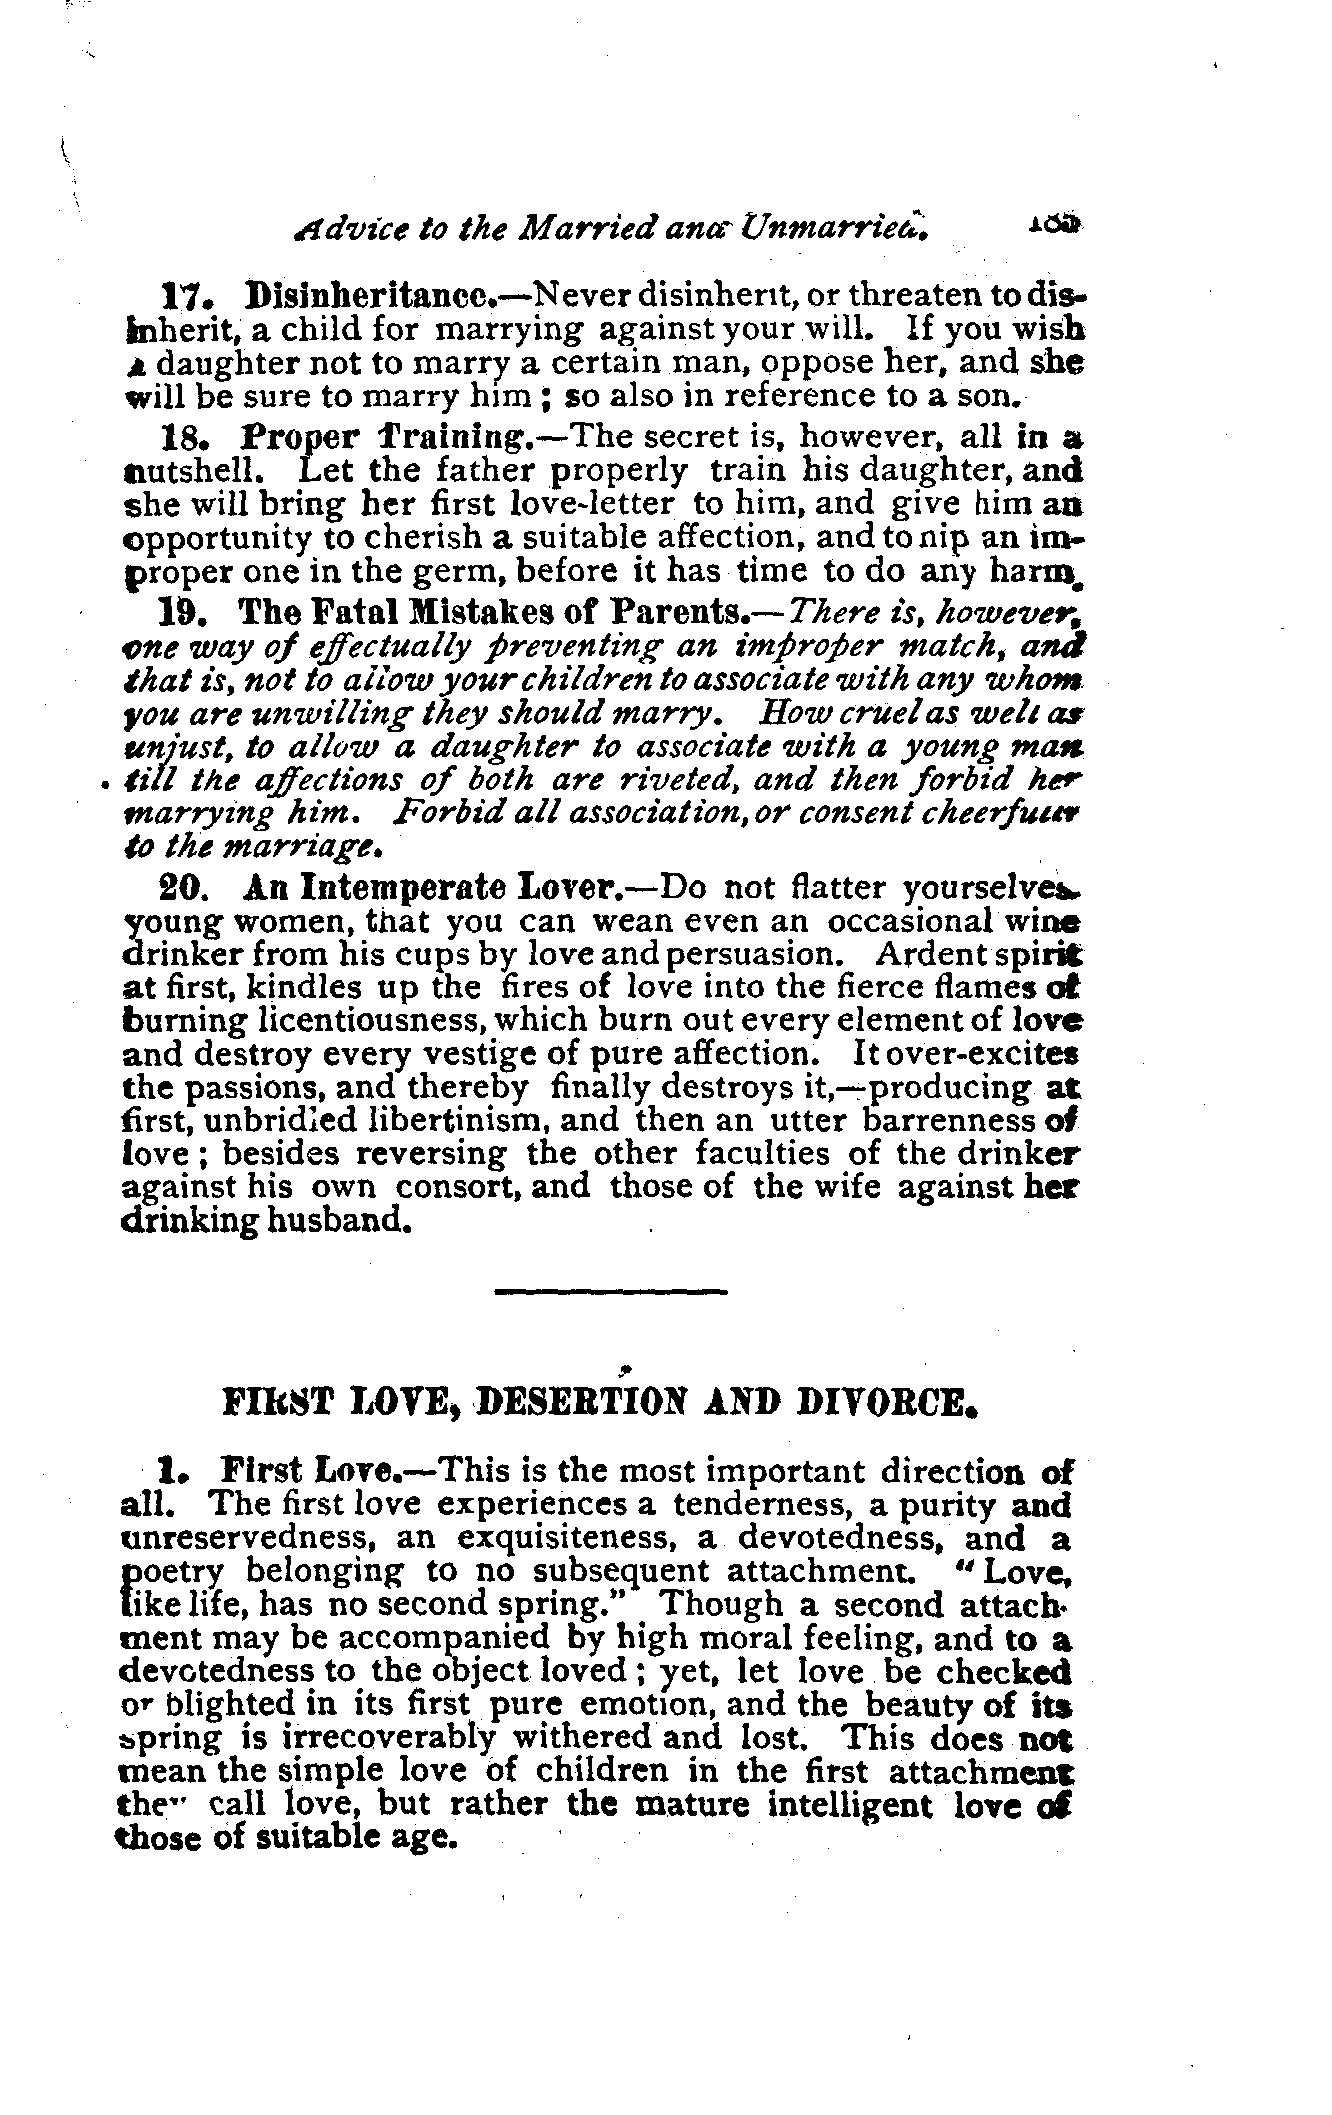 Advice to the Married and Unmarried.
17. Disinheritance.—Never disinherit, or threaten to dis-
inherit, a child for marrying against your will. If you wish
a daughter not to marry a certain man, oppose her, and she
will be sure to marry him; so also in reference to a son.
18. Proper Training.—The secret is, however, all in a
nutshell. Let the father properly train his daughter, and
she will bring her first love-letter to him, and give him an
opportunity to cherish a suitable affection, and to nip an im-
proper one in the germ, before it has time to do any harm.
19. The Fatal Mistakes of Parents.—There is, however,
one way of effectually preventing an improper match, and
that is, not to allow your children to associate with any whom
you are unwilling they should marry. How cruel as well as
unjust, to allow a daughter to associate with a young man
till the affections of both are riveted, and then forbid her
marrying him. Forbid all association, or consent cheerfully
to the marriage.
20. An Intemperate Lover.—Do not flatter yourselves,
young women, that you can wean even an occasional wine
drinker from his cups by love and persuasion. Ardent spirit
at first, kindles up the fires of love into the fierce flames of
burning licentiousness, which burn out every element of love
and destroy every vestige of pure affection. It over-excites
the passions, and thereby finally destroys it,—producing at
first, unbridled libertinism, and then an utter barrenness of
love; besides reversing the other faculties of the drinker
against his own consort, and those of the wife against her
drinking husband.
FIRST LOVE, DESERTION AND DIVORCE.
1. First Love.—This is the most important direction of
all. The first love experiences a tenderness, a purity and
unreservedness, an exquisiteness, a devotedness, and a
poetry belonging to no subsequent attachment. "Love,
like life, has no second spring." Though a second attach-
ment may be accompanied by high moral feeling, and to a
devotedness to the object loved; yet, let love be checked
or blighted in its first pure emotion, and the beauty of its
spring is irrecoverably withered and lost. This does not
mean the simple love of children in the first attachment
they call love, but rather the mature intelligent love of
those of suitable age.